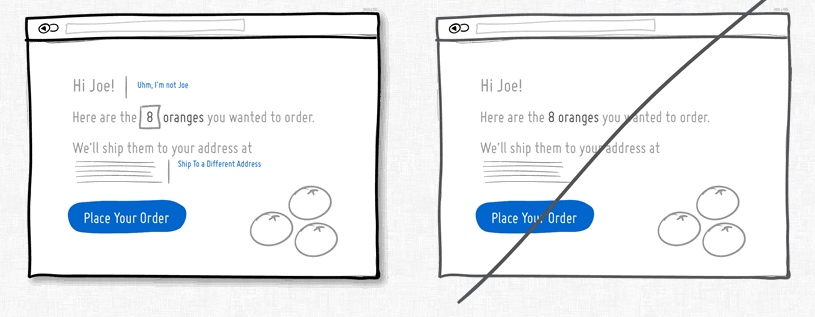 Hi Joe!
Uhm, I'm not Joe
Here are the 8 oranges you wanted to order.
We'll ship them to your address at
Ship To a Different Address
Place Your Order
Hi Joe!
Here are the 8 oranges you wanted to order.
We'll ship them to your address at
Place Your Order